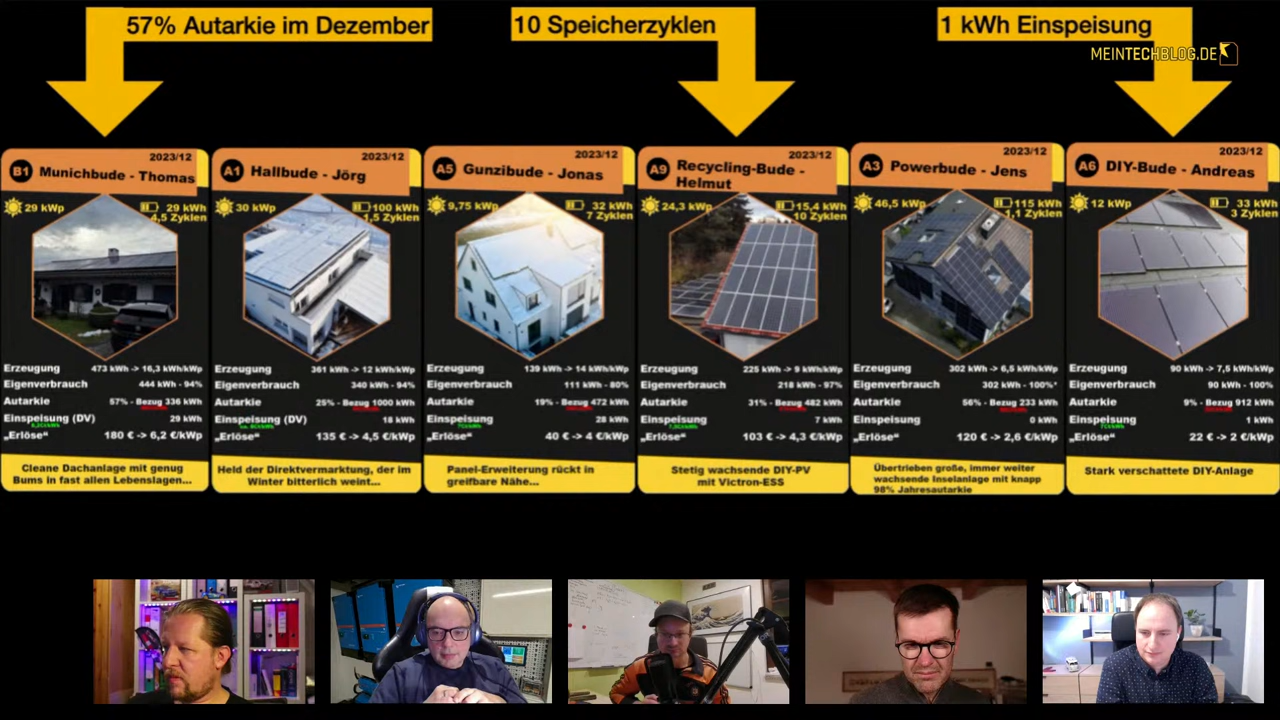 57% Autarkie im Dezember
10 Speicherzyklen
1 kWh Einspeisung
MEINTECHBLOG.DE
2023/12
B1 Munichbude - Thomas
29 kWp
29 kWh
4,5 Zyklen
Erzeugung 473 kWh -> 16,3 kWh/kWp
Eigenverbrauch 444 kWh - 94%
Autarkie 57% - Bezug 336 kWh
Einspeisung (DV) 29 kWh
„Erlöse“ 180 € -> 6,2 €/kWp
Cleane Dachanlage mit genug
Bums in fast allen Lebenslagen...
2023/12
A1 Hallbude - Jörg
30 kWp
100 kWh
1,5 Zyklen
Erzeugung 361 kWh -> 12 kWh/kWp
Eigenverbrauch 340 kWh - 94%
Autarkie 25% - Bezug 1000 kWh
Einspeisung (DV) 18 kWh
„Erlöse“ 135 € -> 4,5 €/kWp
Held der Direktvermarktung, der im
Winter bitterlich weint...
2023/12
A5 Gunzibude - Jonas
9,75 kWp
32 kWh
7 Zyklen
Erzeugung 139 kWh -> 14 kWh/kWp
Eigenverbrauch 111 kWh - 80%
Autarkie 19% - Bezug 472 kWh
Einspeisung 28 kWh
„Erlöse“ 40 € -> 4 €/kWp
Panel-Erweiterung rückt in
greifbare Nähe...
2023/12
A9 Recycling-Bude -
Helmut
24,3 kWp
15,4 kWh
10 Zyklen
Erzeugung 225 kWh -> 9 kWh/kWp
Eigenverbrauch 218 kWh - 97%
Autarkie 31% - Bezug 482 kWh
Einspeisung 7 kWh
„Erlöse“ 103 € -> 4,3 €/kWp
Stetig wachsende DIY-PV
mit Victron-ESS
2023/12
A3 Powerbude - Jens
46,5 kWp
115 kWh
1,1 Zyklen
Erzeugung 302 kWh -> 6,5 kWh/kWp
Eigenverbrauch 302 kWh - 100%*
Autarkie 56% - Bezug 233 kWh
Einspeisung 0 kWh
„Erlöse“ 120 € -> 2,6 €/kWp
Übertrieben große, immer weiter
wachsende Inselanlage mit knapp
98% Jahresautarkie
2023/12
A6 DIY-Bude - Andreas
12 kWp
33 kWh
3 Zyklen
Erzeugung 90 kWh -> 7,5 kWh/kWp
Eigenverbrauch 90 kWh - 100%
Autarkie 9% - Bezug 912 kWh
Einspeisung 1 kWh
„Erlöse“ 22 € -> 2 €/kWp
Stark verschattete DIY-Anlage